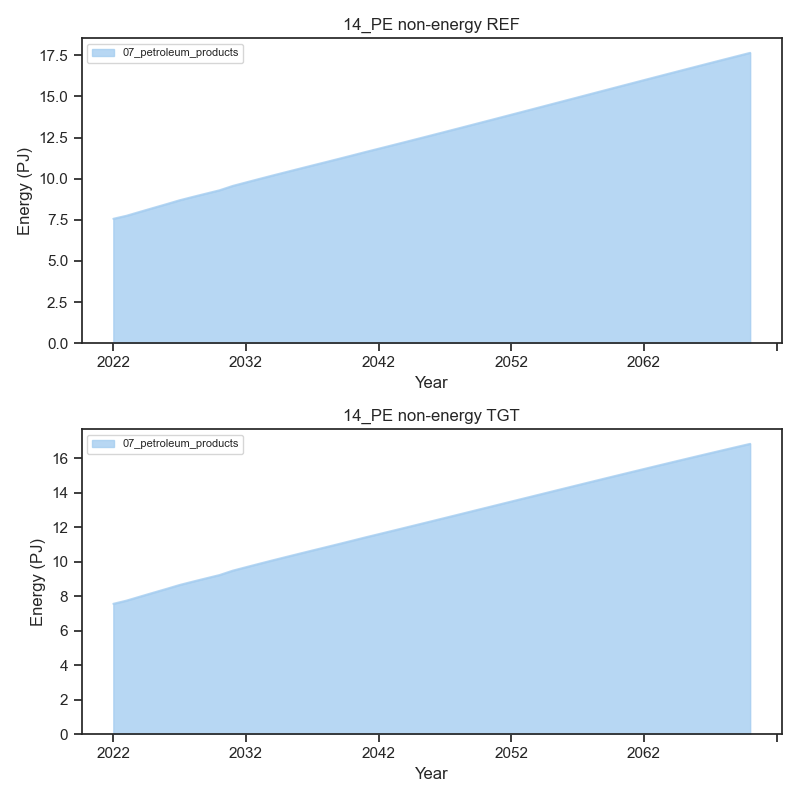 14_PE non-energy REF
07_petroleum_products
17.5
15.0
12.5
10.0
7.5
5.0
2.5
0.0
Energy (PJ)
2022 2032 2042 2052 2062
Year
14_PE non-energy TGT
07_petroleum_products
16
14
12
10
8
6
4
2
0
Energy (PJ)
2022 2032 2042 2052 2062
Year